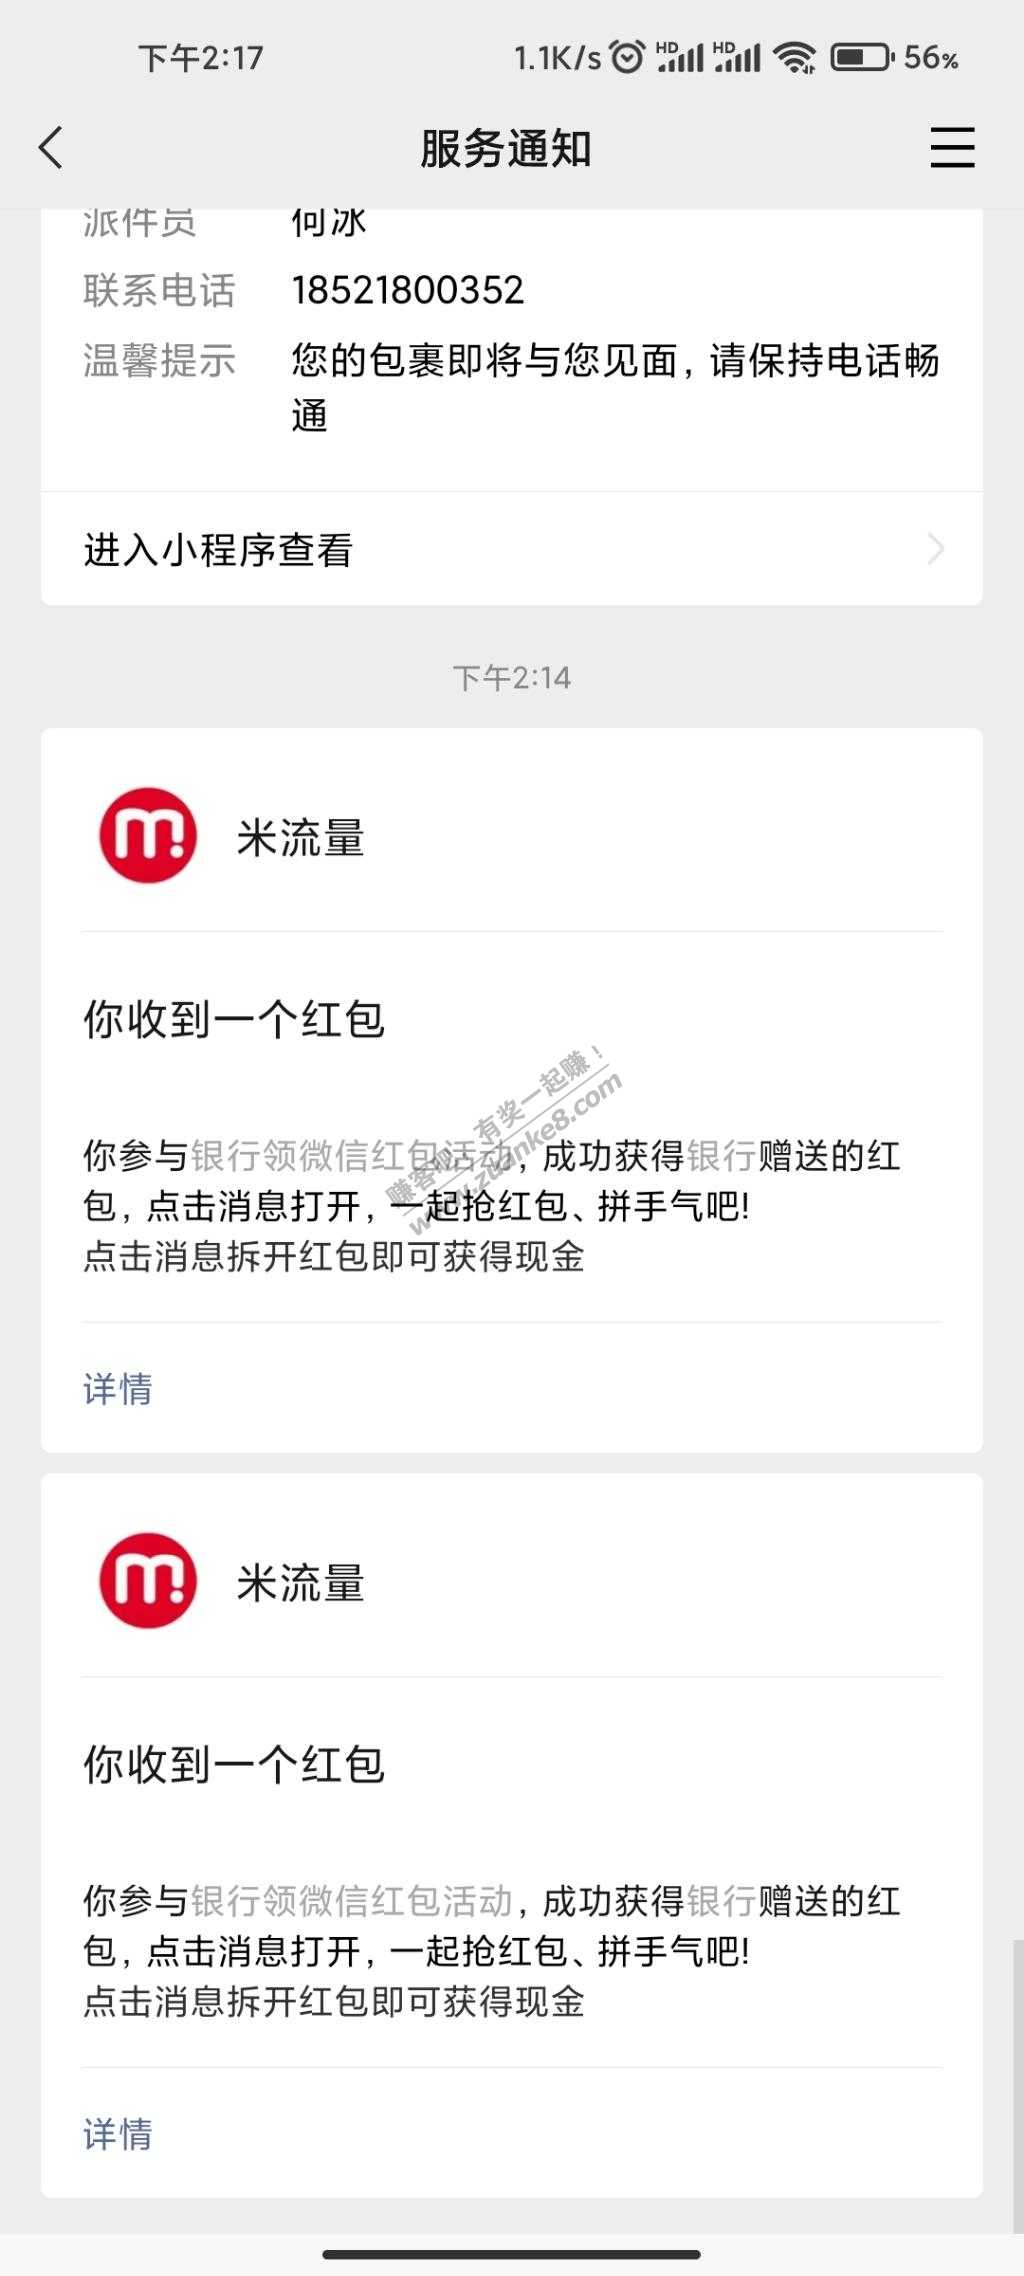 下午2:17
1.1K/s HD HD 56%
服务通知
派件员 何冰
联系电话 18521800352
温馨提示 您的包裹即将与您见面,请保持电话畅
通
进入小程序查看
下午2:14
m! 米流量
你收到一个红包
你参与银行领微信红包活动,成功获得银行赠送的红
包,点击消息打开,一起抢红包、拼手气吧!
点击消息拆开红包即可获得现金
赚客吧,有奖一起赚!
www.zuanke8.com
详情
m! 米流量
你收到一个红包
你参与银行领微信红包活动,成功获得银行赠送的红
包,点击消息打开,一起抢红包、拼手气吧!
点击消息拆开红包即可获得现金
详情